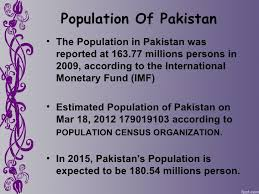 Population Of Pakistan
• The Population in Pakistan was
reported at 163.77 millions persons in
2009, according to the International
Monetary Fund (IMF)
• Estimated Population of Pakistan on
Mar 18, 2012 179019103 according to
POPULATION CENSUS ORGANIZATION.
• In 2015, Pakistan's Population is
expected to be 180.54 millions person.